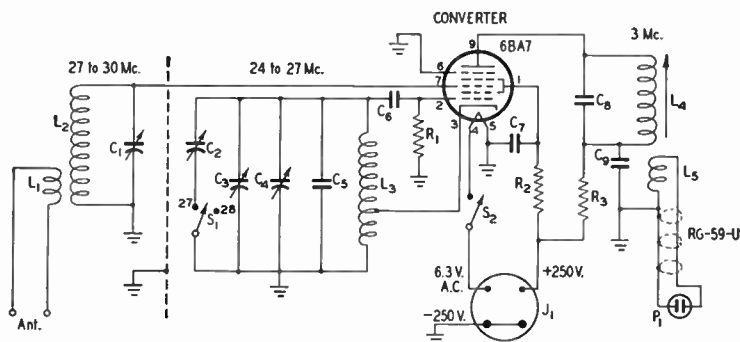 CONVERTER
6BA7
3 Mc.
27 to 30 Mc.
24 to 27 Mc.
9
6
7
2
1
3
4
5
L2
C1
L1
C2
C3
C4
C5
C6
R1
L3
C7
C8
L4
C9
L5
R2
R3
27
28
S1
S2
RG-59-U
6.3 V.
A.C.
+250V.
-250 V.
J1
P1
Ant.